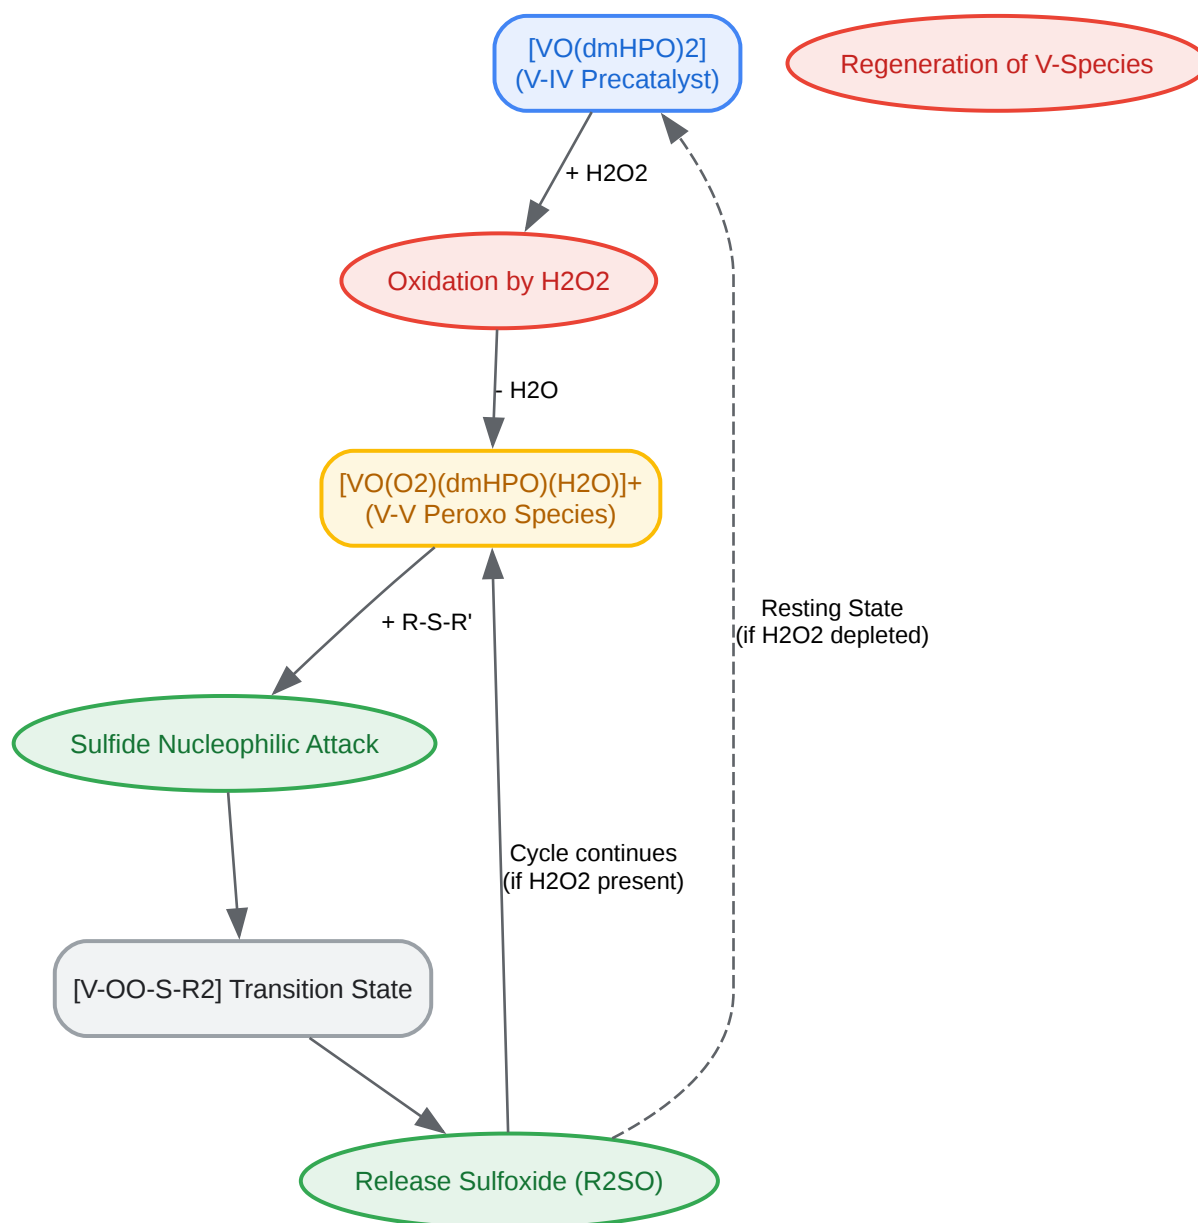 [VO(dmHPO)2]
(V-IV Precatalyst)
Regeneration of V-Species
+ H2O2
Oxidation by H2O2
- H2O
[VO(O2)(dmHPO)(H2O)]+
(V-V Peroxo Species)
+ R-S-R'
Resting State
(if H2O2 depleted)
Sulfide Nucleophilic Attack
Cycle continues
(if H2O2 present)
[V-OO-S-R2] Transition State
Release Sulfoxide (R2SO)